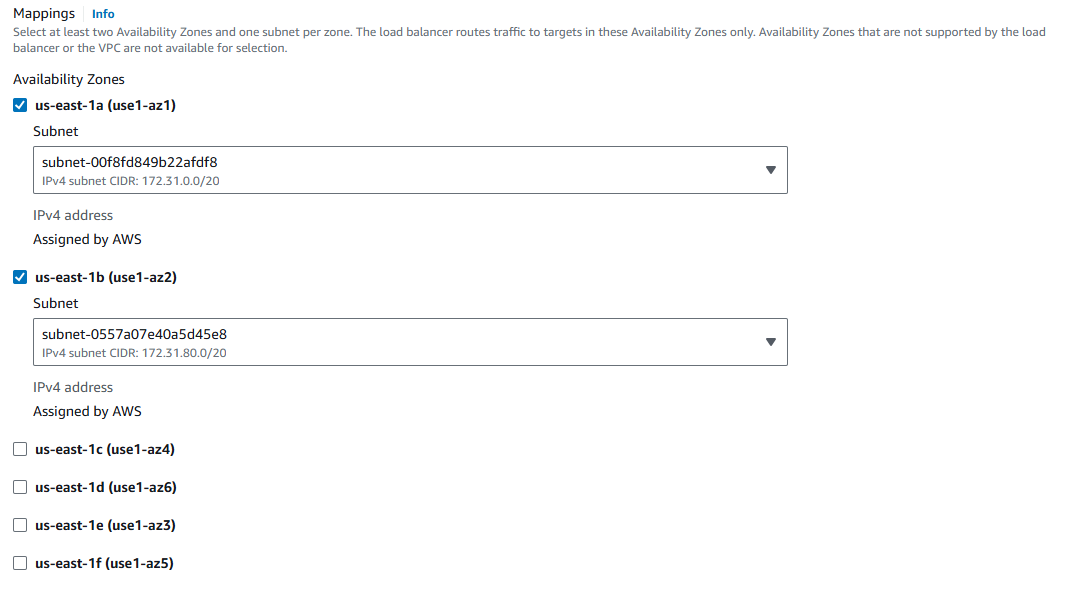 Mappings Info
Select at least two Availability Zones and one subnet per zone. The load balancer routes traffic to targets in these Availability Zones only. Availability Zones that are not supported by the load
balancer or the VPC are not available for selection.
Availability Zones
us-east-1a (use1-az1)
Subnet
subnet-00f8fd849b22afdf8
IPv4 subnet CIDR: 172.31.0.0/20
IPv4 address
Assigned by AWS
us-east-1b (use1-az2)
Subnet
subnet-0557a07e40a5d45e8
IPv4 subnet CIDR: 172.31.80.0/20
IPv4 address
Assigned by AWS
us-east-1c (use1-az4)
us-east-1d (use1-az6)
us-east-1e (use1-az3)
us-east-1f (use1-az5)